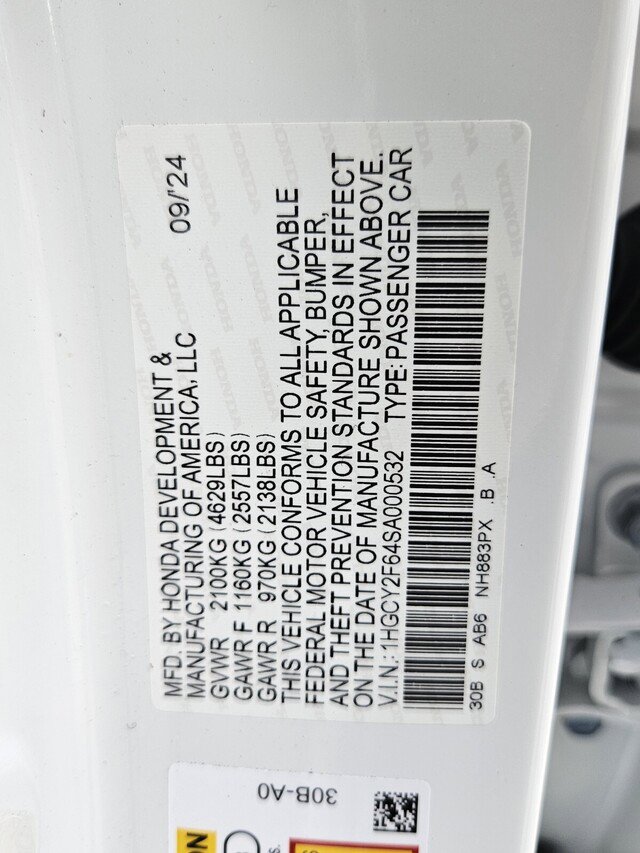 MFD. BY HONDA DEVELOPMENT &
MANUFACTURING OF AMERICA, LLC 09/'24
GVWR 2100KG (4629LBS)
GAWR F 1160KG (2557LBS)
GAWR R 970KG (2138LBS)
THIS VEHICLE CONFORMS TO ALL APPLICABLE
FEDERAL MOTOR VEHICLE SAFETY, BUMPER,
AND THEFT PREVENTION STANDARDS IN EFFECT
ON THE DATE OF MANUFACTURE SHOWN ABOVE.
V.I.N.: 1HGCY2F64SA000532 TYPE: PASSENGER CAR
30B S AB6 NH883PX .B .A
30B-A0